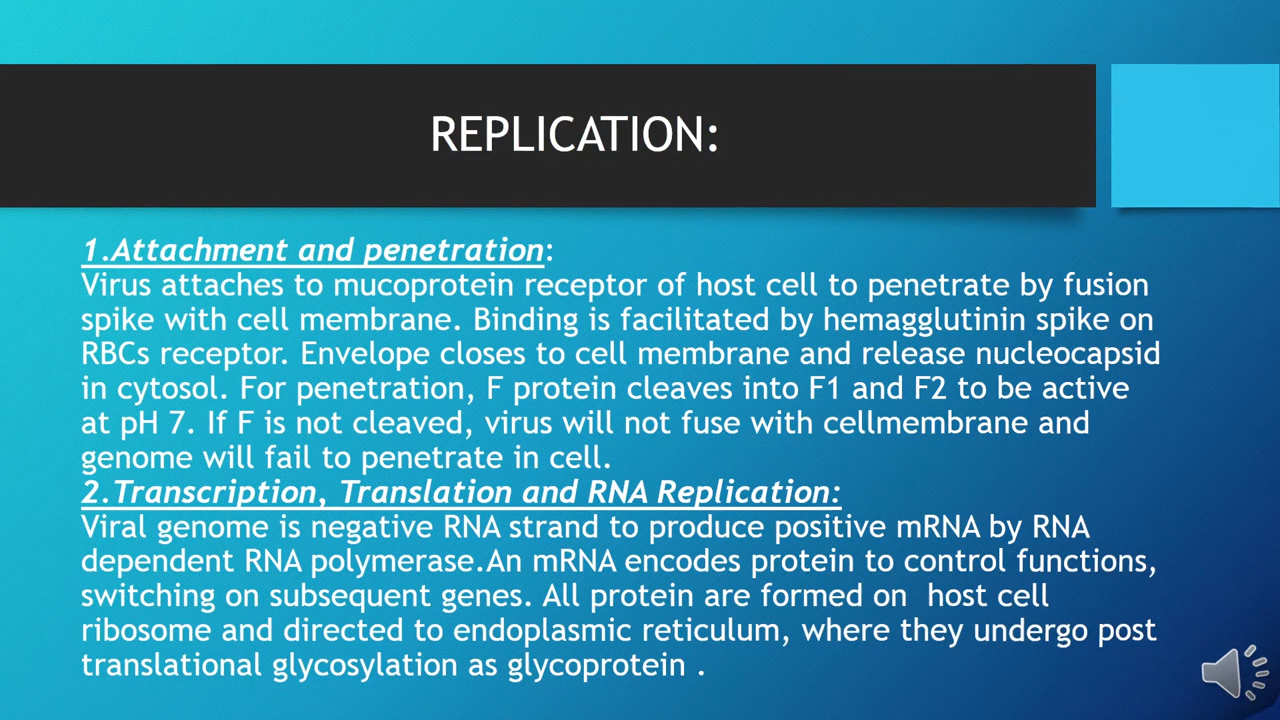 REPLICATION:
1.Attachment and penetration:
Virus attaches to mucoprotein receptor of host cell to penetrate by fusion
spike with cell membrane. Binding is facilitated by hemagglutinin spike on
RBCs receptor. Envelope closes to cell membrane and release nucleocapsid
in cytosol. For penetration, F protein cleaves into F1 and F2 to be active
at pH 7. If F is not cleaved, virus will not fuse with cellmembrane and
genome will fail to penetrate in cell.
2.Transcription, Translation and RNA Replication:
Viral genome is negative RNA strand to produce positive mRNA by RNA
dependent RNA polymerase.An mRNA encodes protein to control functions,
switching on subsequent genes. All protein are formed on  host cell
ribosome and directed to endoplasmic reticulum, where they undergo post
translational glycosylation as glycoprotein .